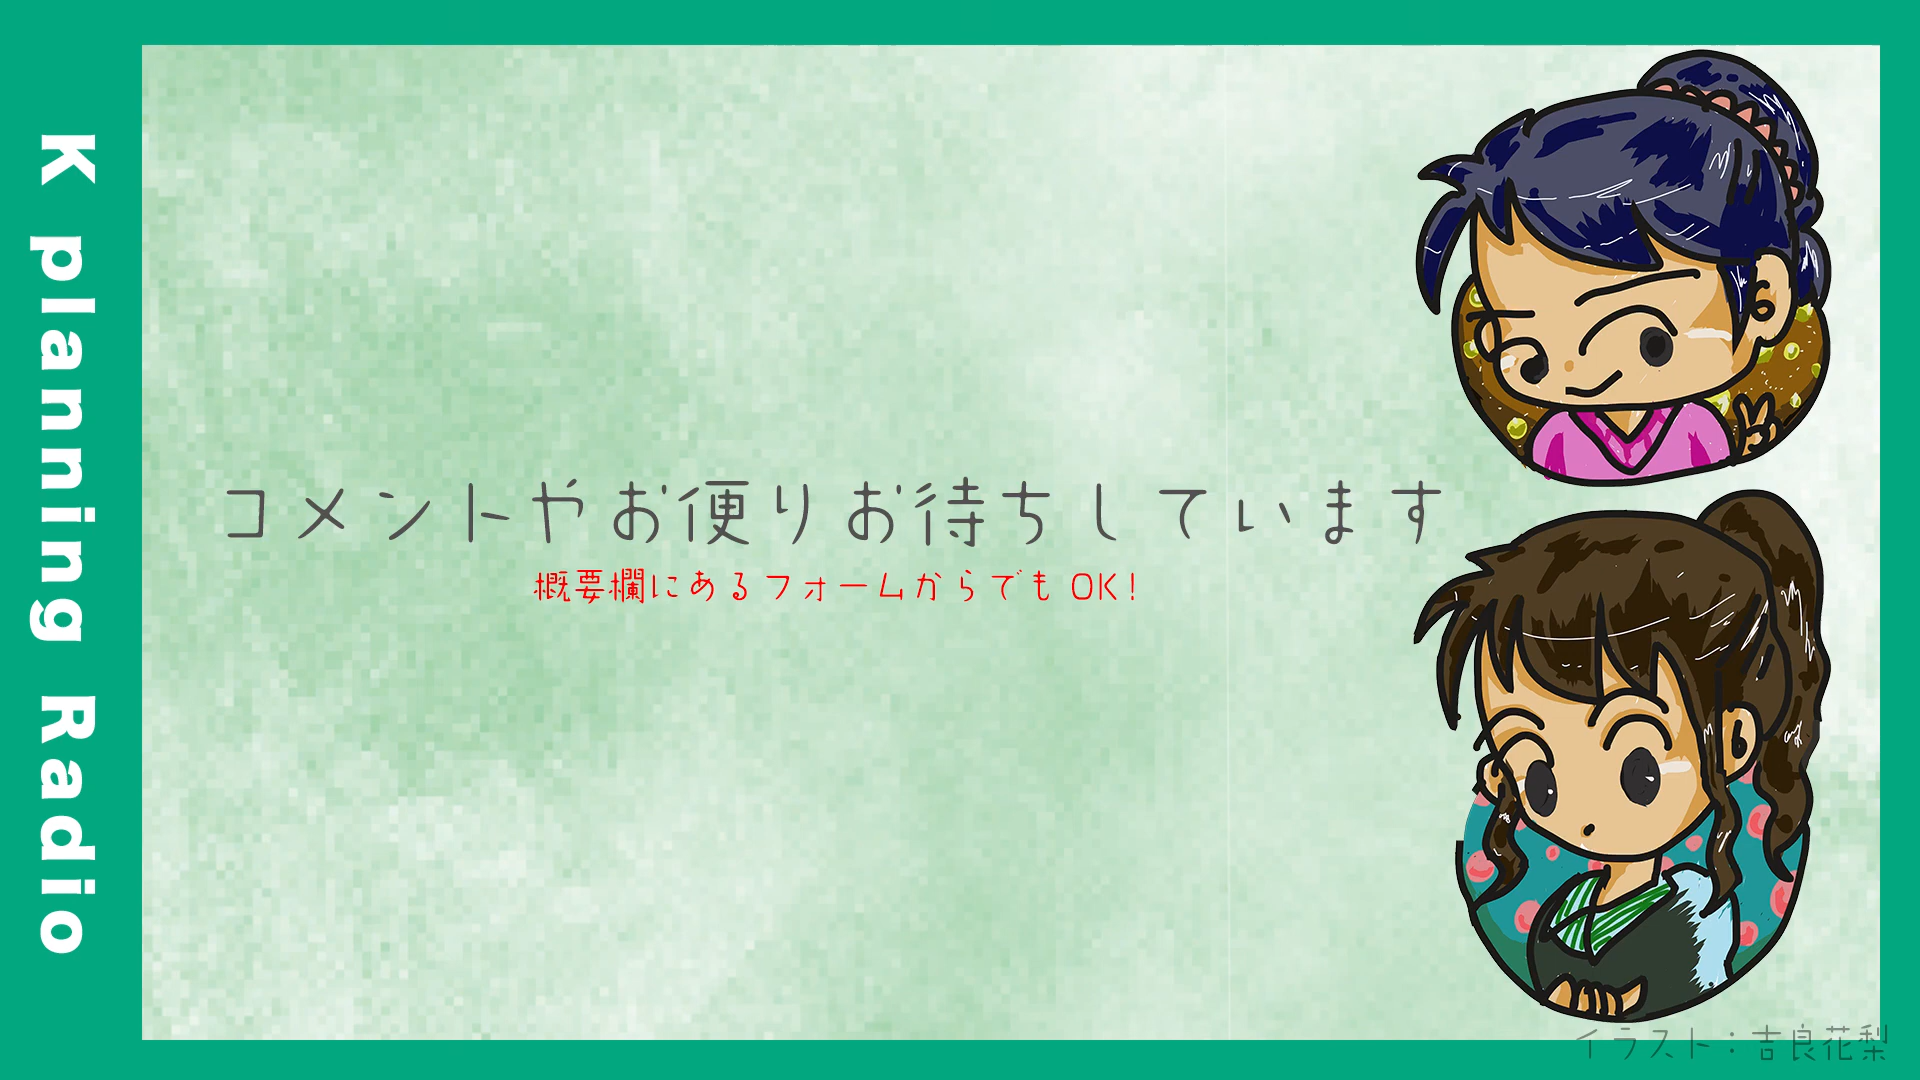 K planning Radio
コメントやお便りお待ちしています
概要欄にあるフォームからでもOK!
イラスト：吉良花梨